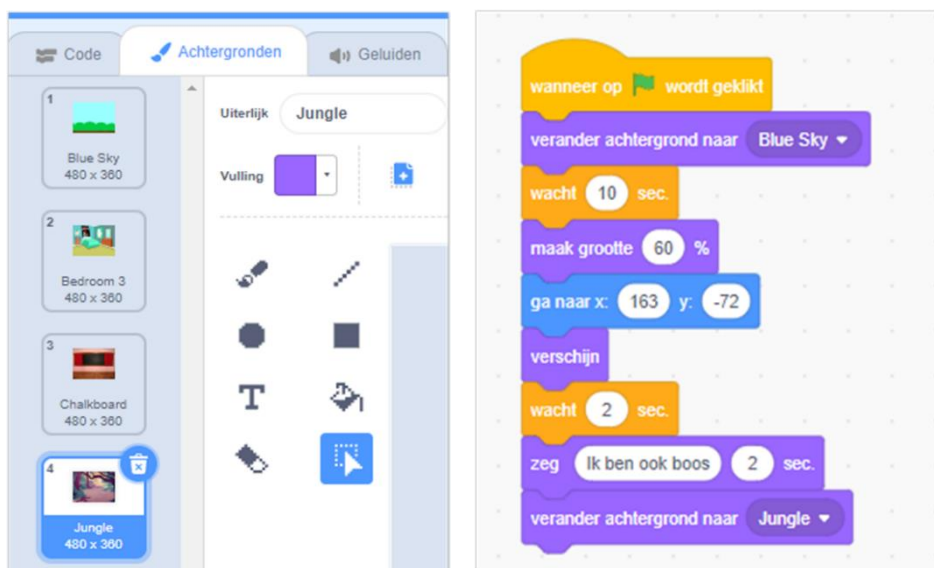 Code
Achtergronden
Geluiden
1
Blue Sky
480 x 360
2
Bedroom 3
480 x 360
3
Chalkboard
480 x 360
4
Jungle
480 x 360
Uiterlijk Jungle
Vulling
T
wanneer op wordt geklikt
verander achtergrond naar Blue Sky
wacht 10 sec.
maak grootte 60 %
ga naar x: 163 y: -72
verschijn
wacht 2 sec.
zeg Ik ben ook boos 2 sec.
verander achtergrond naar Jungle